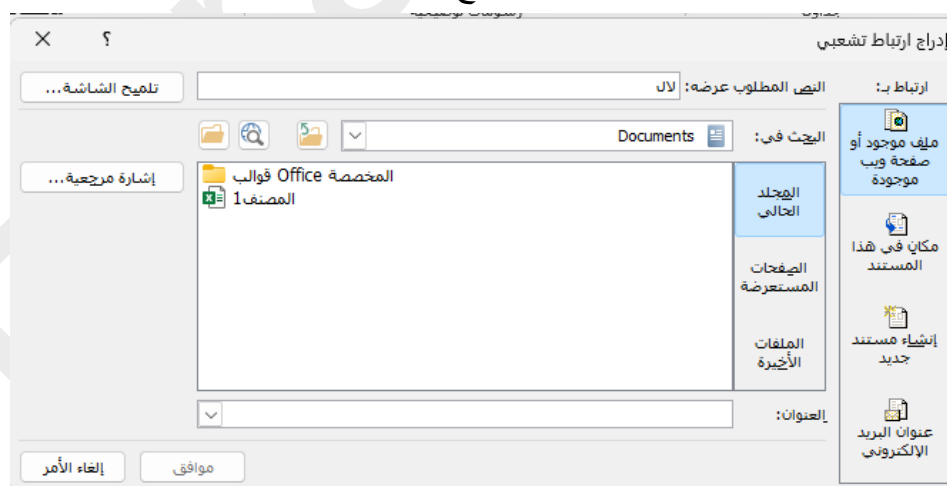 إدراج ارتباط تشعبي
؟
ارتباط بـ:
النص المطلوب عرضه:
لال
تلميح الشاشة...
ملف موجود أو
صفحة ويب
موجودة
البحث في:
Documents
المجلد
الحالي
قوالب Office المخصصة
المصنف1
إشارة مرجعية...
مكان في هذا
المستند
الصفحات
المستعرضة
إنشاء مستند
جديد
الملفات
الأخيرة
عنوان البريد
الإلكتروني
العنوان:
موافق
إلغاء الأمر